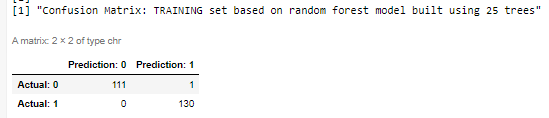 [1] "Confusion Matrix: TRAINING set based on random forest model built using 25 trees"
A matrix: 2 × 2 of type chr
Prediction: 0 Prediction: 1
Actual: 0 111 1
Actual: 1 0 130